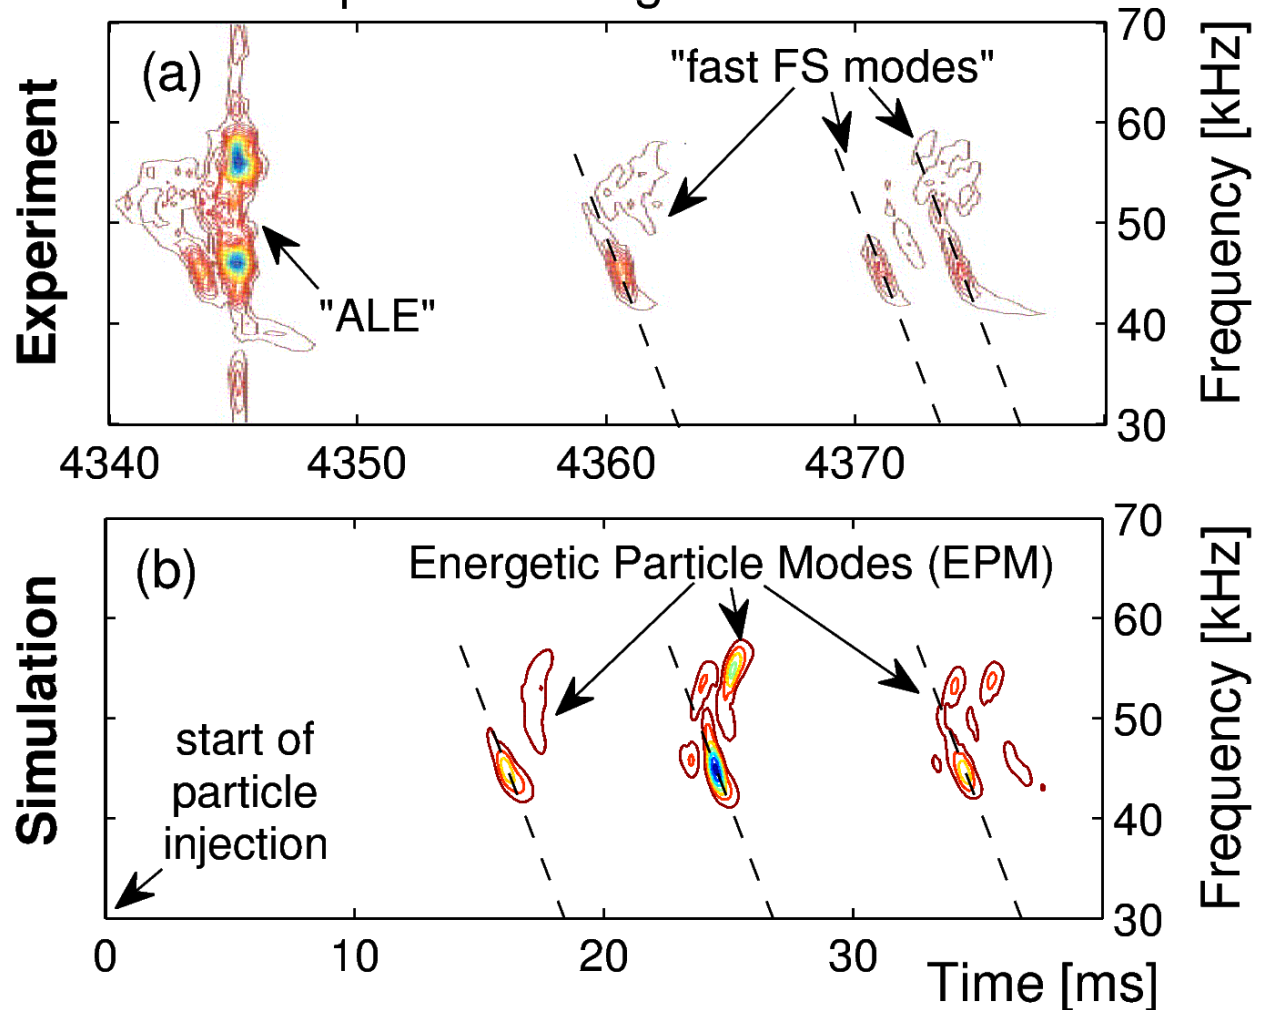 (a)
"fast FS modes"
"ALE"
Experiment
70
60
50
40
30
Frequency [kHz]
4340 4350 4360 4370
(b)
Energetic Particle Modes (EPM)
start of
particle
injection
Simulation
70
60
50
40
30
Frequency [kHz]
0 10 20 30
Time [ms]